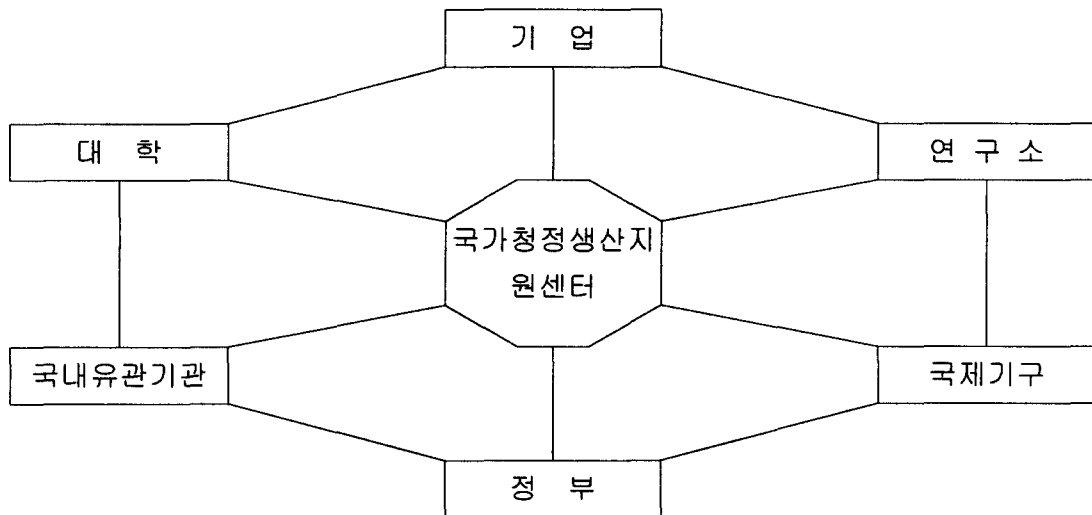 기 업
대 학
연 구 소
국가청정생산지
원센터
국내유관기관
국제기구
정 부